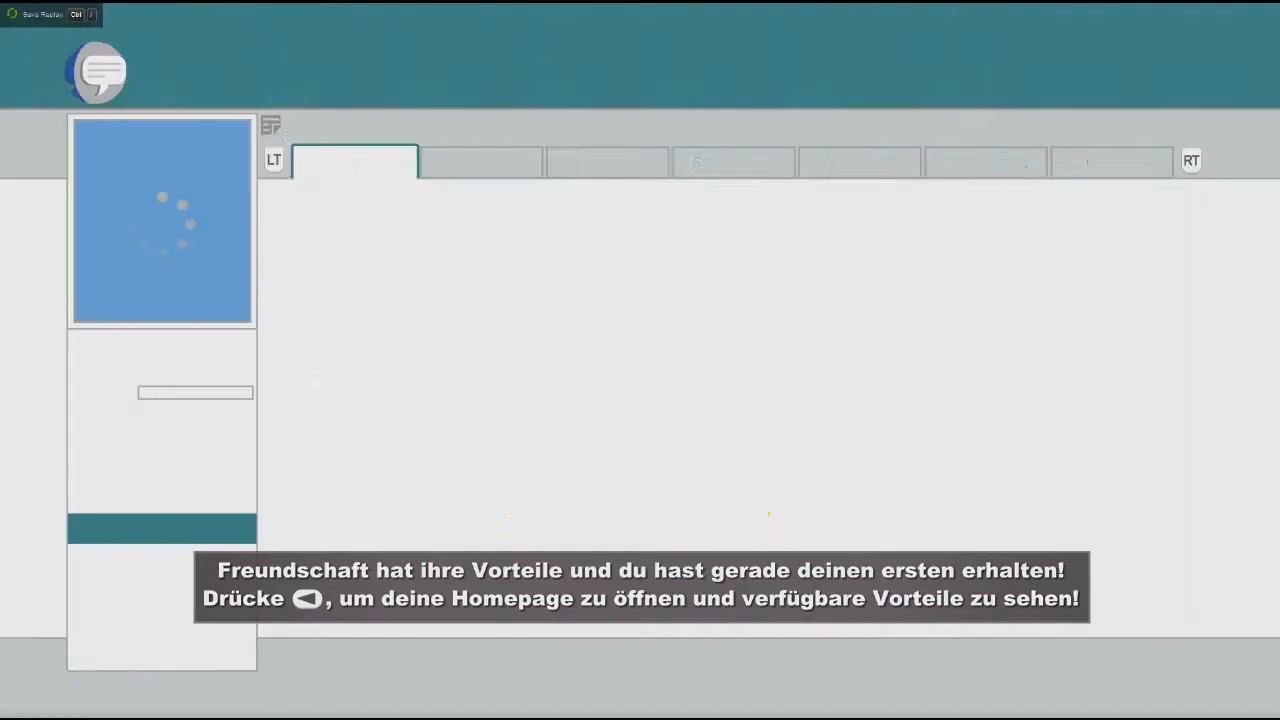 Save Replay: Ctrl /
LT
RT
Freundschaft hat ihre Vorteile und du hast gerade deinen ersten erhalten!
Drücke , um deine Homepage zu öffnen und verfügbare Vorteile zu sehen!